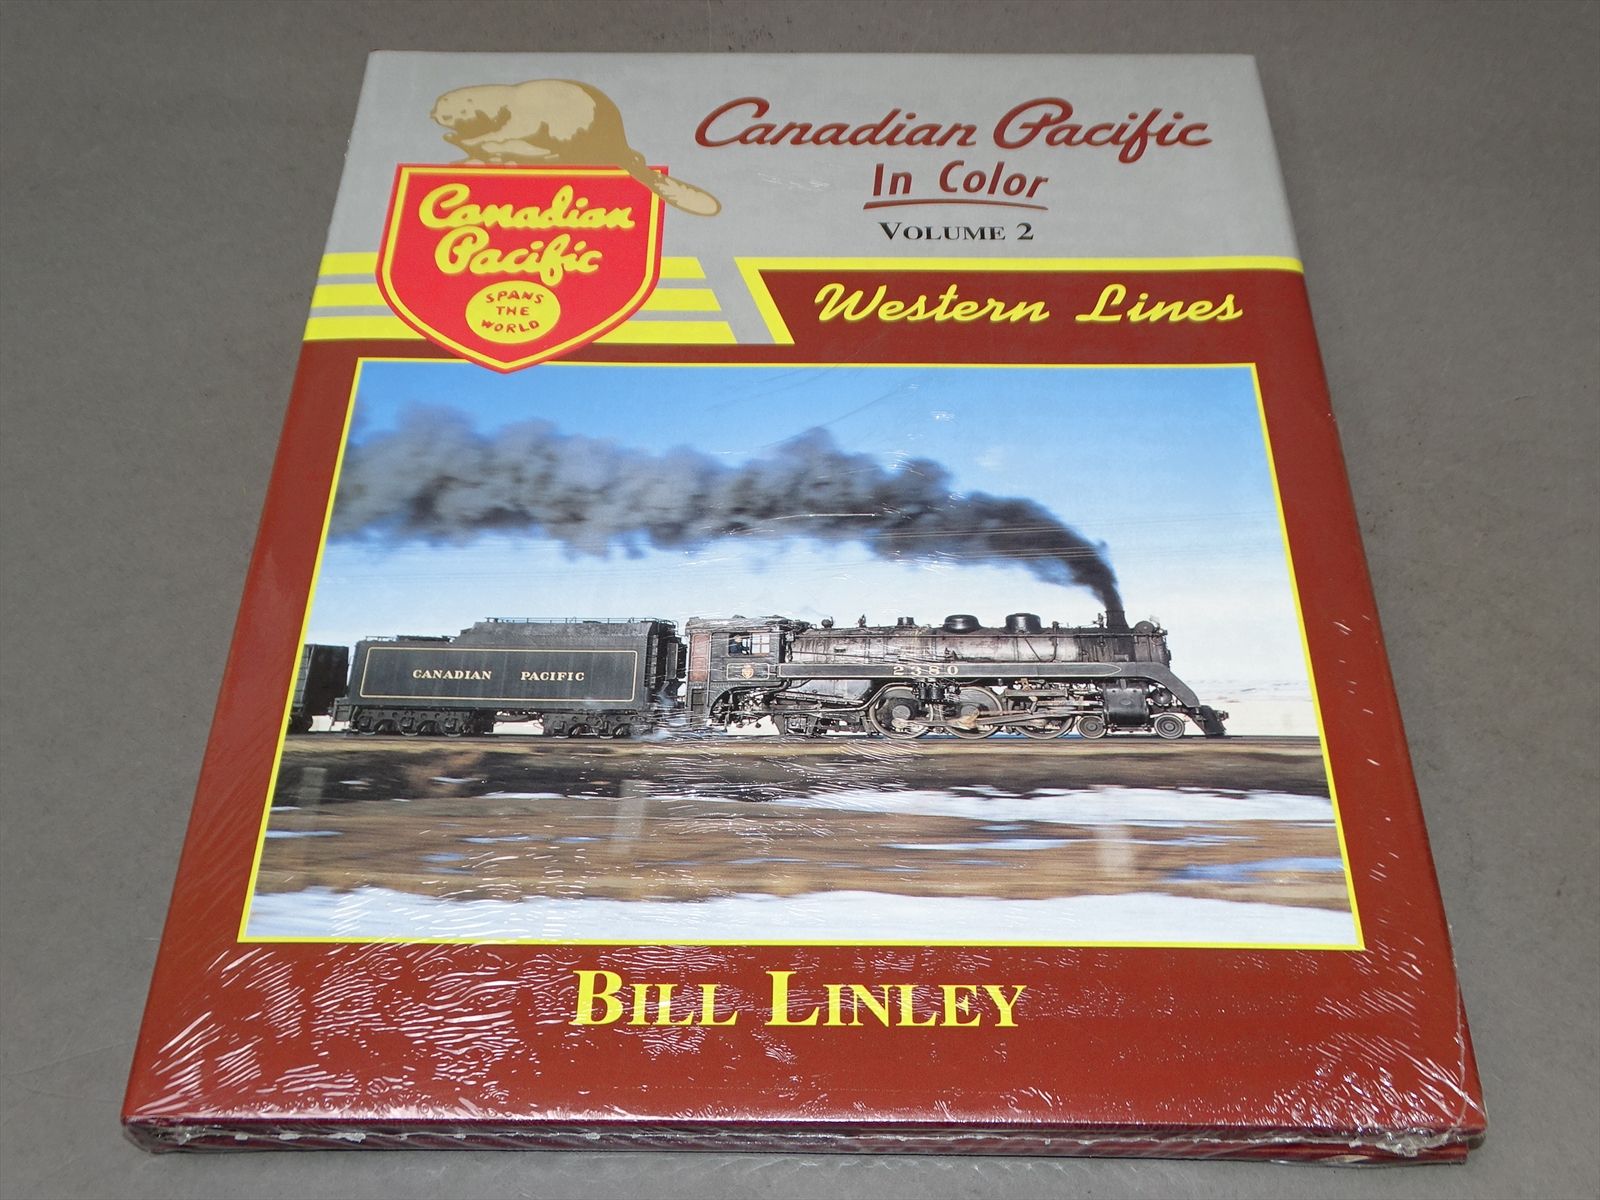 Canadian Pacific
In Color
VOLUME 2
Canadian
Pacific
SPANS
THE
WORLD
Western Lines
CANADIAN PACIFIC
2380
BILL LINLEY